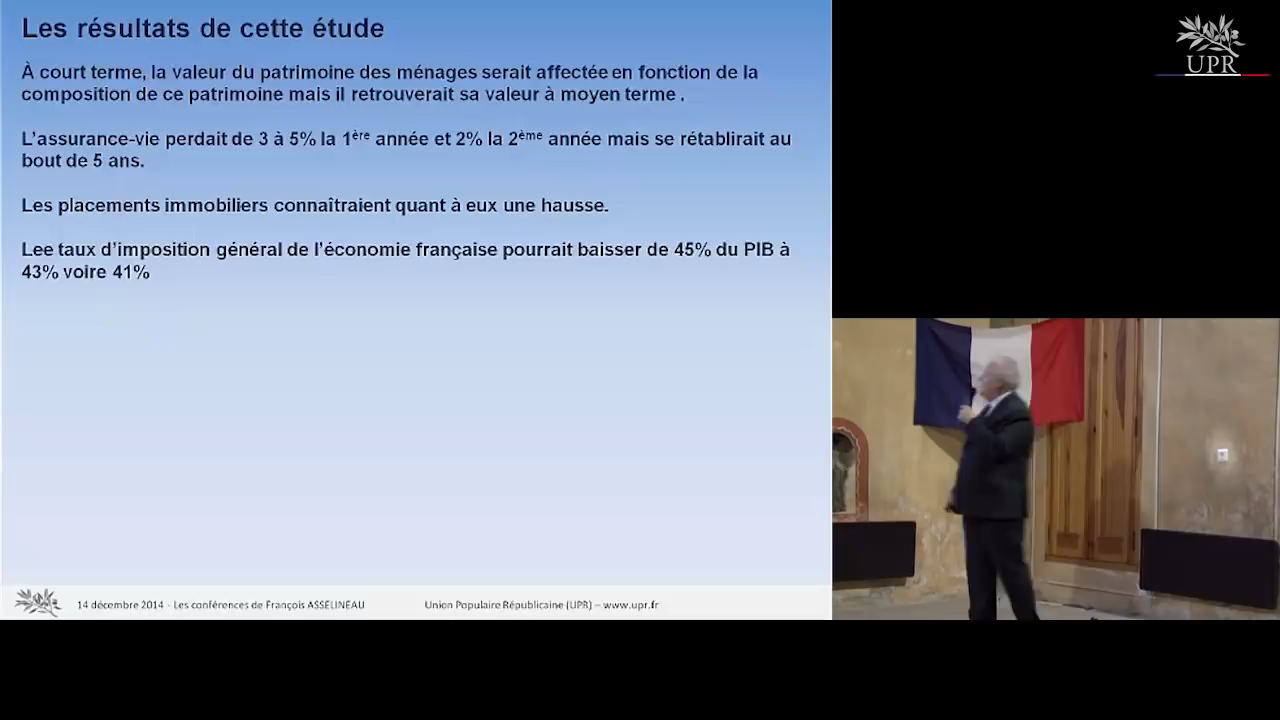 Les résultats de cette étude
À court terme, la valeur du patrimoine des ménages serait affectée en fonction de la
composition de ce patrimoine mais il retrouverait sa valeur à moyen terme .
L’assurance-vie perdait de 3 à 5% la 1ère année et 2% la 2ème année mais se rétablirait au
bout de 5 ans.
Les placements immobiliers connaîtraient quant à eux une hausse.
Lee taux d’imposition général de l’économie française pourrait baisser de 45% du PIB à
43% voire 41%
14 décembre 2014 - Les conférences de François ASSELINEAU
Union Populaire Républicaine (UPR) – www.upr.fr
UPR